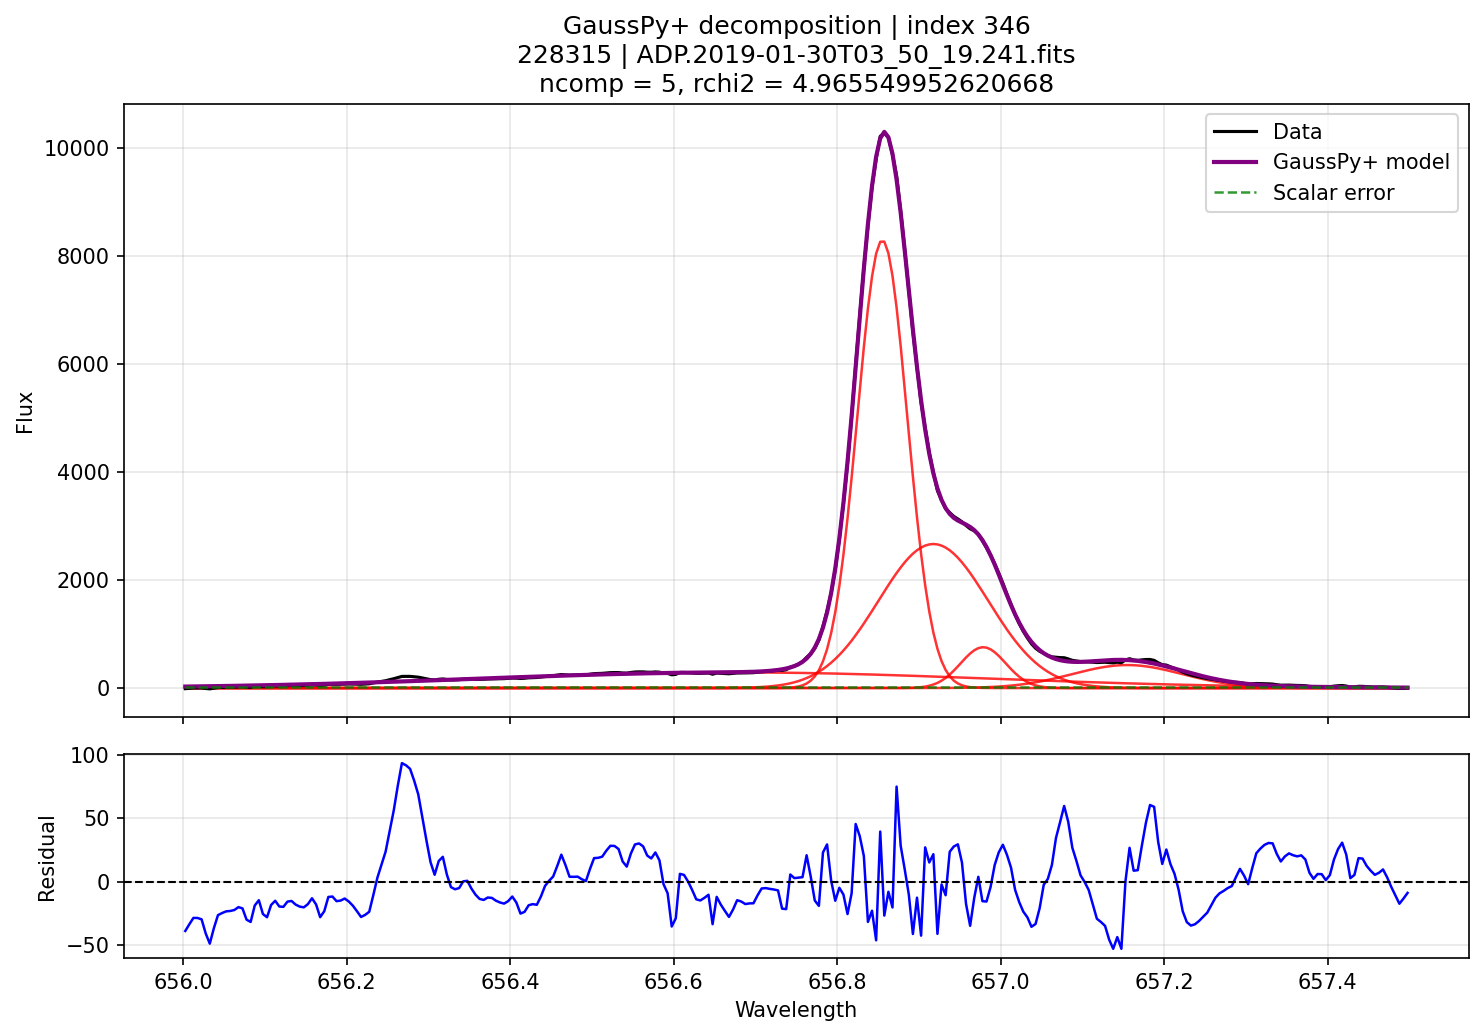 GaussPy+ decomposition | index 346
228315 | ADP.2019-01-30T03_50_19.241.fits
ncomp = 5, rchi2 = 4.965549952620668
Data
GaussPy+ model
Scalar error
Flux
10000
8000
6000
4000
2000
0
Residual
100
50
0
−50
656.0 656.2 656.4 656.6 656.8 657.0 657.2 657.4
Wavelength